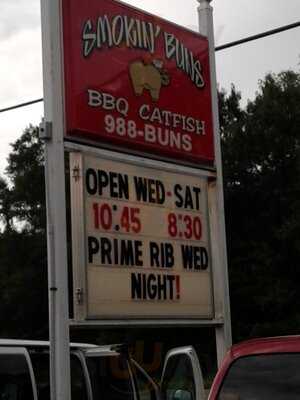 SMOKIN' BUNS
BBQ CATFISH
988-BUNS
OPEN WED-SAT
10:45 8:30
PRIME RIB WED
NIGHT!